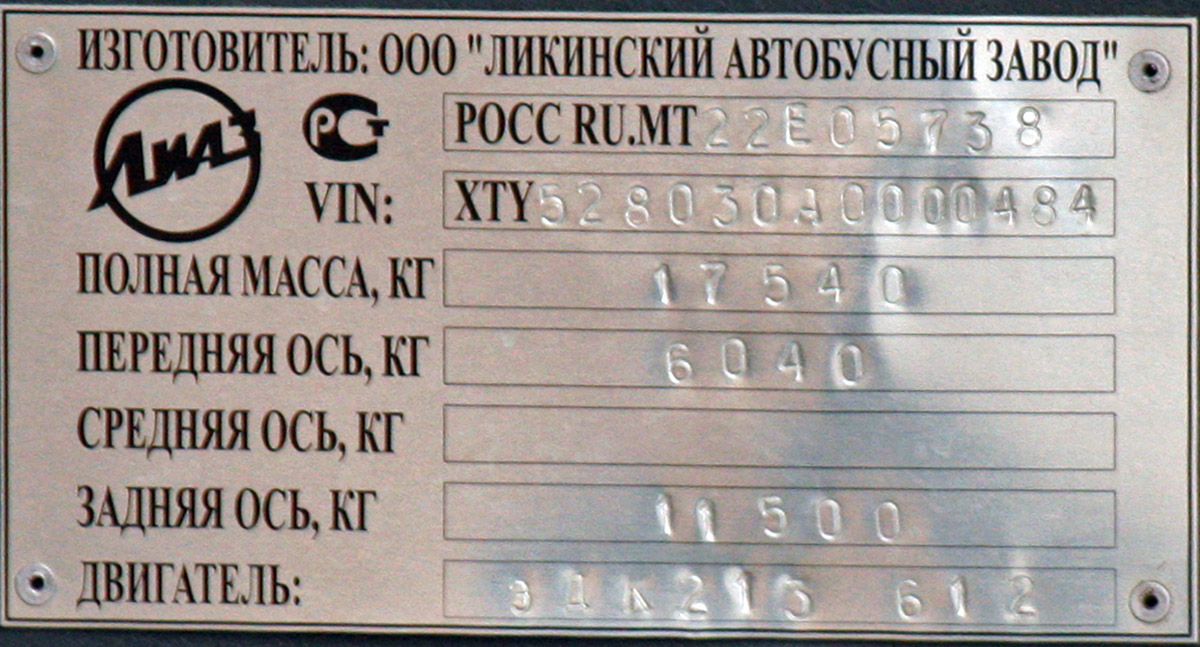 ИЗГОТОВИТЕЛЬ: ООО "ЛИКИНСКИЙ АВТОБУСНЫЙ ЗАВОД"
ЛИАЗ РСТ РОСС RU.МТ22Е05738
VIN: XTY528030A0000484
ПОЛНАЯ МАССА, КГ 17540
ПЕРЕДНЯЯ ОСЬ, КГ 6040
СРЕДНЯЯ ОСЬ, КГ
ЗАДНЯЯ ОСЬ, КГ 11500
ДВИГАТЕЛЬ: ЭДК215 612